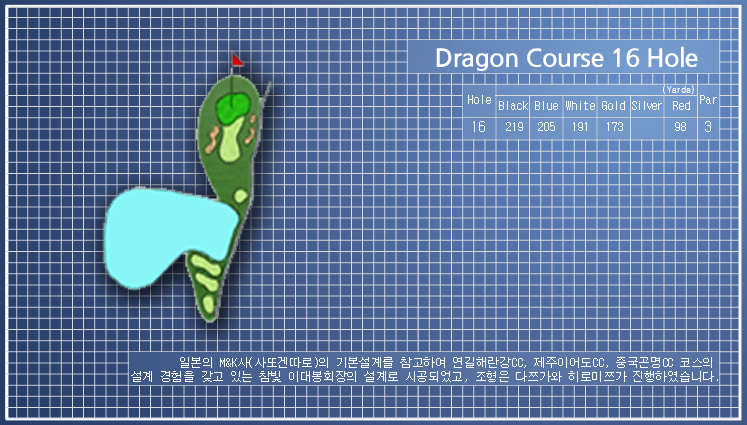 Dragon Course 16 Hole
(Yards)
Hole Black Blue White Gold Silver Red Par
16 219 205 191 173 98 3
일본의 M&K사(사또겐따로)의 기본설계를 참고하여 연길해란강CC, 제주이어도CC, 중국곤명CC 코스의
설계 경험을 갖고 있는 참빛 이대봉회장의 설계로 시공되었고, 조형은 다쯔가와 히로미쯔가 진행하였습니다.